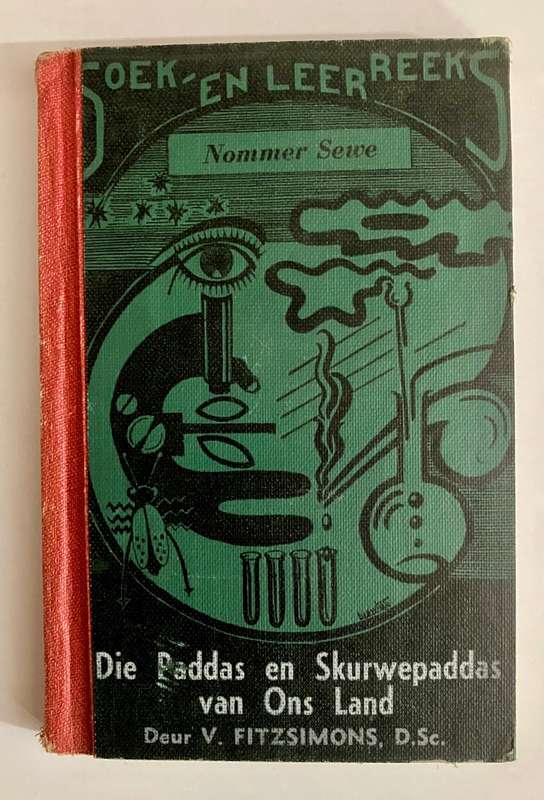 SOEK-EN LEERREEKS
Nommer Sewe
Die Paddas en Skurwepaddas
van Ons Land
Deur V. FITZSIMONS, D.Sc.